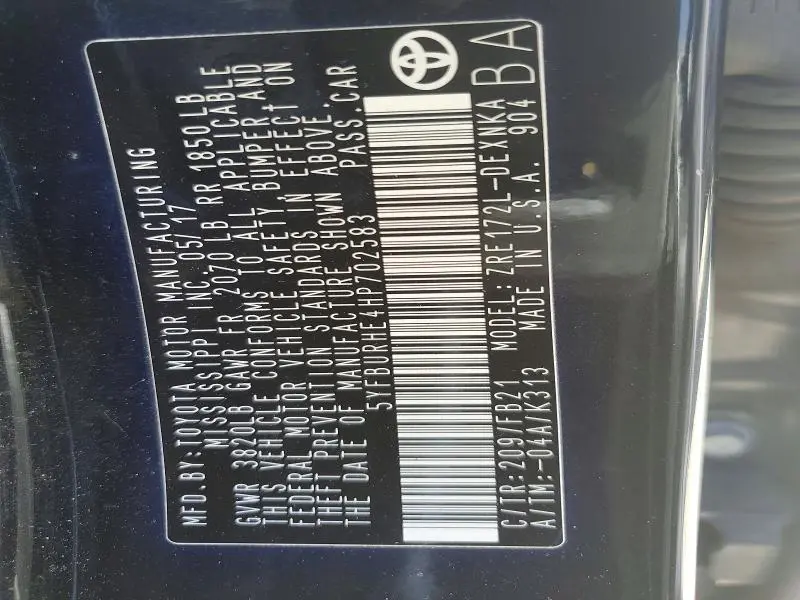 MFD.BY:TOYOTA MOTOR MANUFACTURING
MISSISSIPPI INC. 05/17
GVWR 3820LB GAWR FR 2070 LB RR 1850 LB
THIS VEHICLE CONFORMS TO ALL APPLICABLE
FEDERAL MOTOR VEHICLE SAFETY, BUMPER, AND
THEFT PREVENTION STANDARDS IN EFFECT ON
THE DATE OF MANUFACTURE SHOWN ABOVE.
5YFBURHE4HP702583 PASS.CAR
C/TR:209/FB21 MODEL:ZRE172L-DEXNKA
A/TM:-04A/K313 MADE IN U.S.A. 904
BA